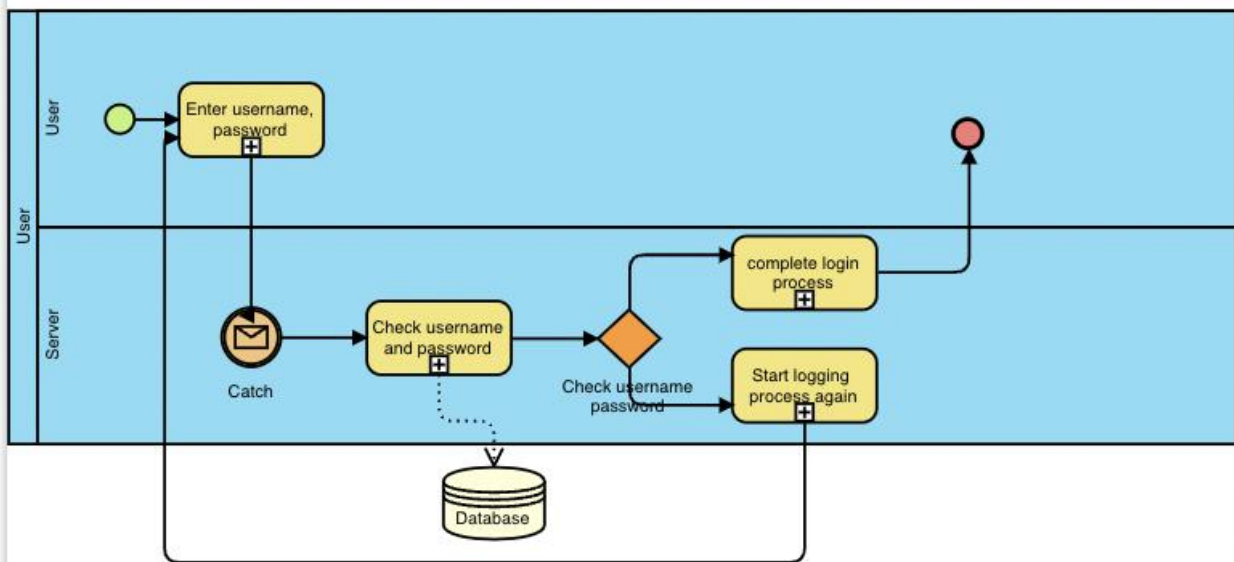 User
User
Enter username,
password
Server
Catch
Check username
and password
Check username
password
complete login
process
Start logging
process again
Database